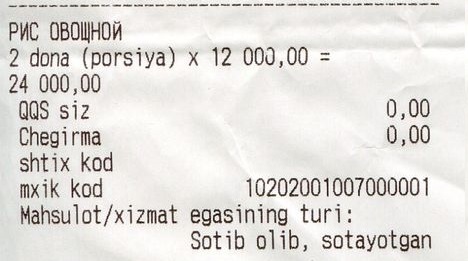 РИС ОВОЩНОЙ
2 dona (porsiya) x 12 000,00 =
24 000,00
QQS siz 0,00
Chegirma 0,00
shtix kod
mxik kod 10202001007000001
Mahsulot/xizmat egasining turi:
Sotib olib, sotayotgan